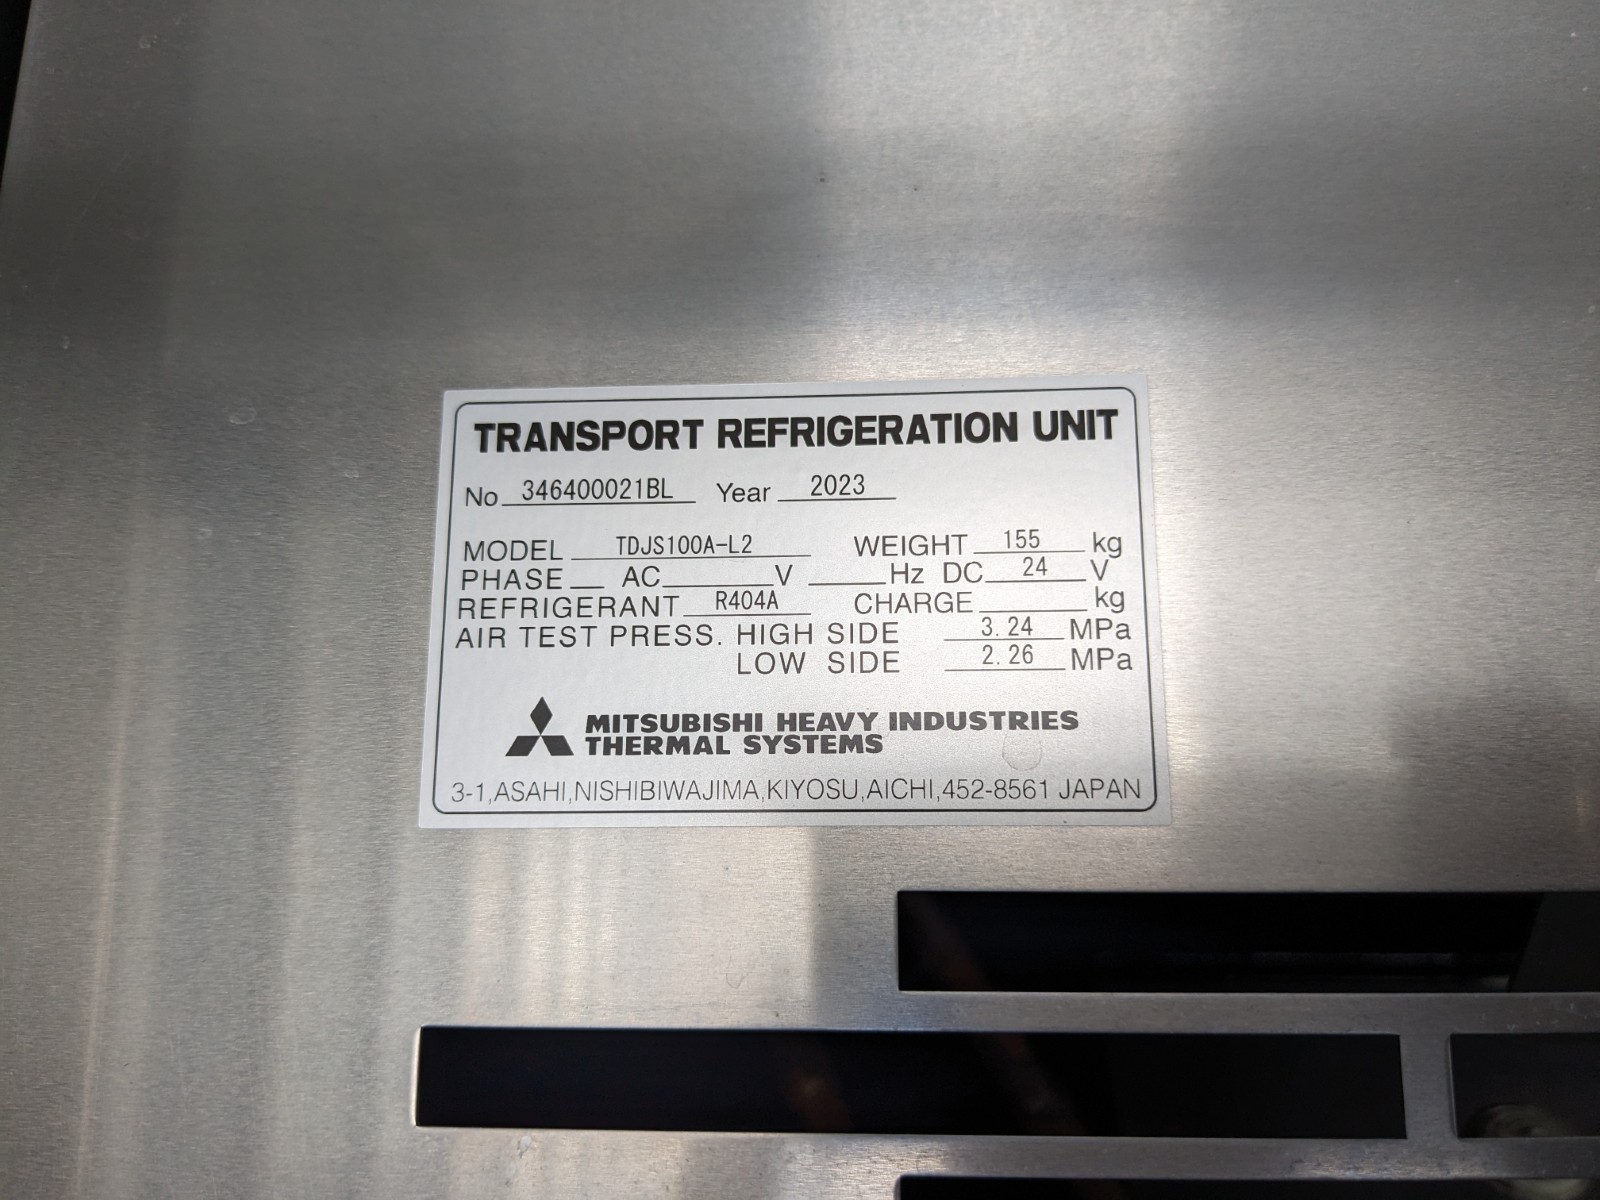 TRANSPORT REFRIGERATION UNIT
No 346400021BL Year 2023
MODEL TDJS100A-L2 WEIGHT 155 kg
PHASE AC V Hz DC 24 V
REFRIGERANT R404A CHARGE kg
AIR TEST PRESS. HIGH SIDE 3.24 MPa
LOW SIDE 2.26 MPa
MITSUBISHI HEAVY INDUSTRIES
THERMAL SYSTEMS
3-1,ASAHI,NISHIBIWAJIMA,KIYOSU,AICHI,452-8561 JAPAN